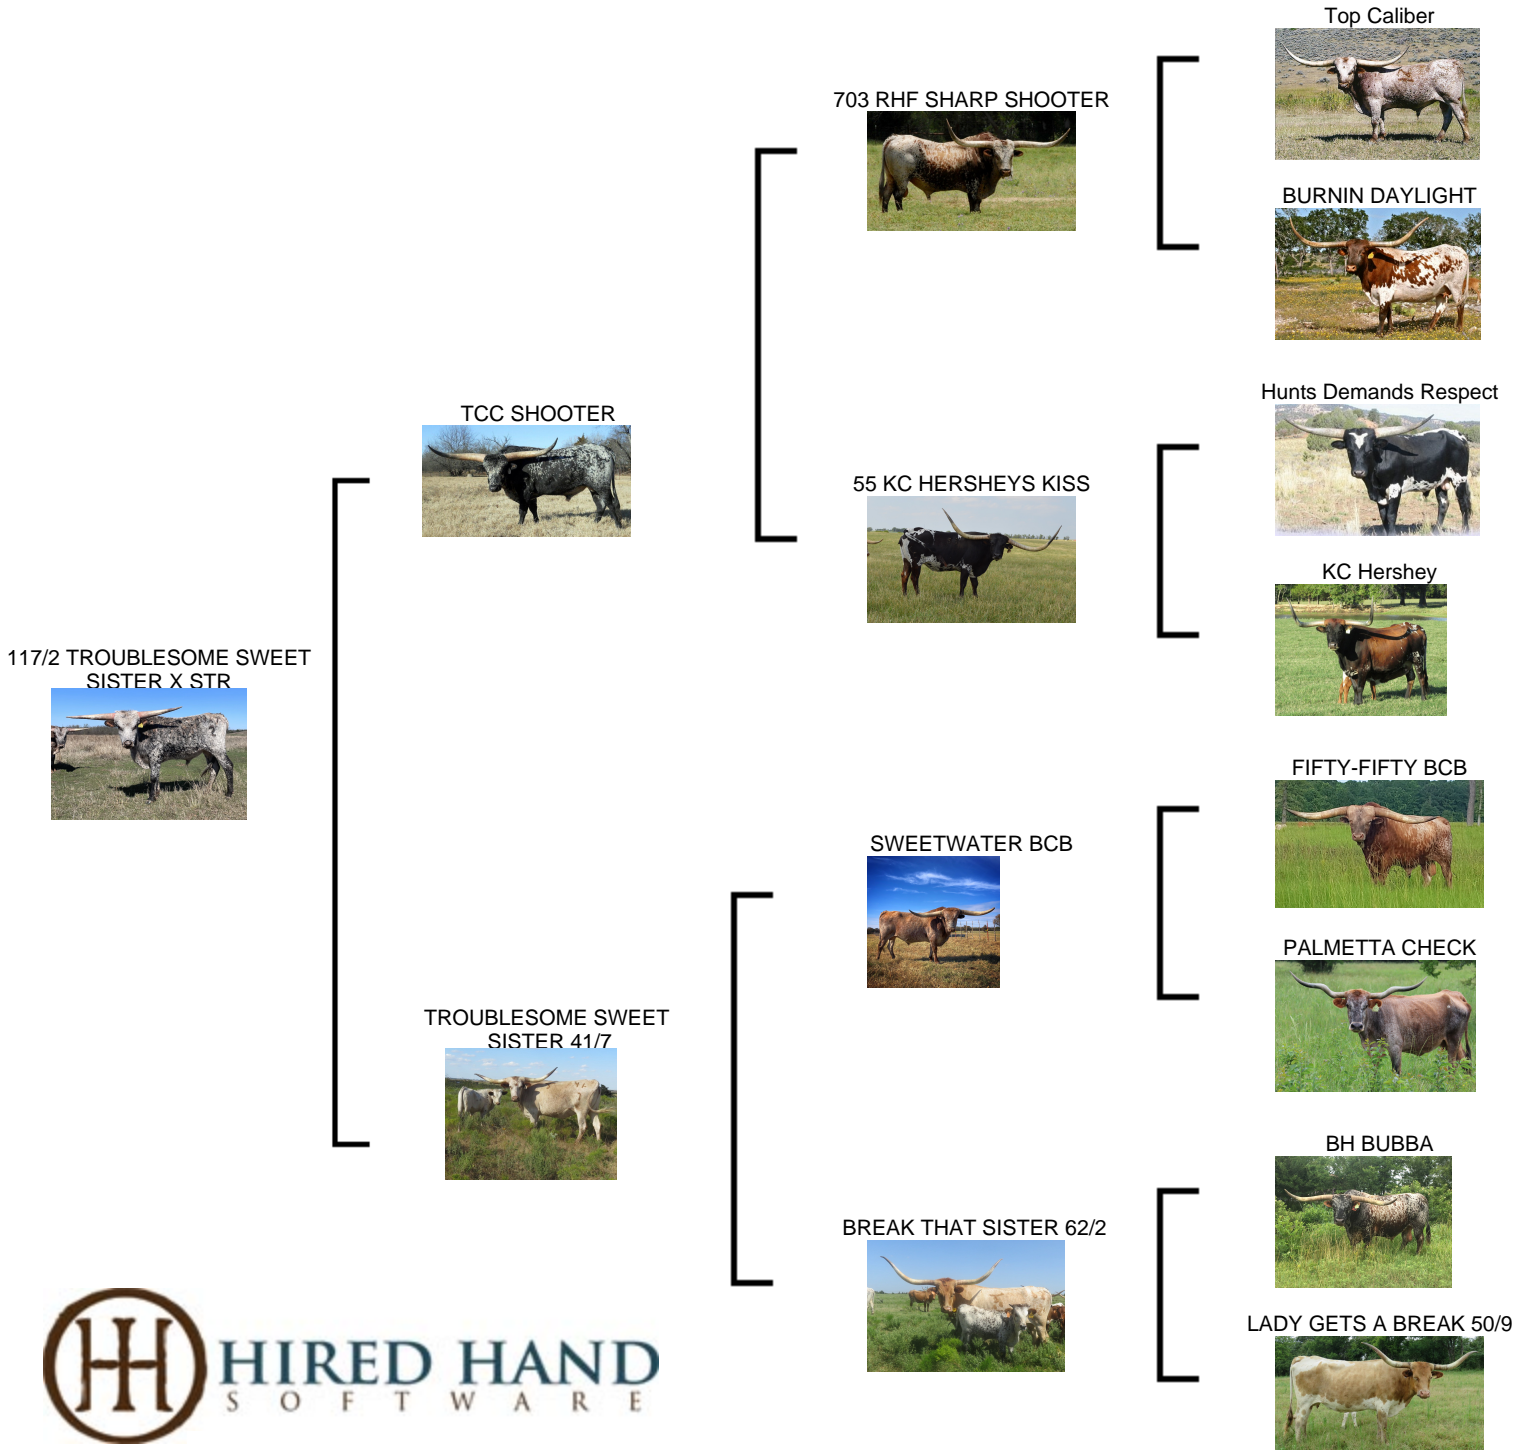 Top Caliber
703 RHF SHARP SHOOTER
BURNIN DAYLIGHT
Hunts Demands Respect
TCC SHOOTER
55 KC HERSHEYS KISS
KC Hershey
117/2 TROUBLESOME SWEET
SISTER X STR
FIFTY-FIFTY BCB
SWEETWATER BCB
PALMETTA CHECK
TROUBLESOME SWEET
SISTER 41/7
BH BUBBA
BREAK THAT SISTER 62/2
LADY GETS A BREAK 50/9
HIRED HAND
SOFTWARE